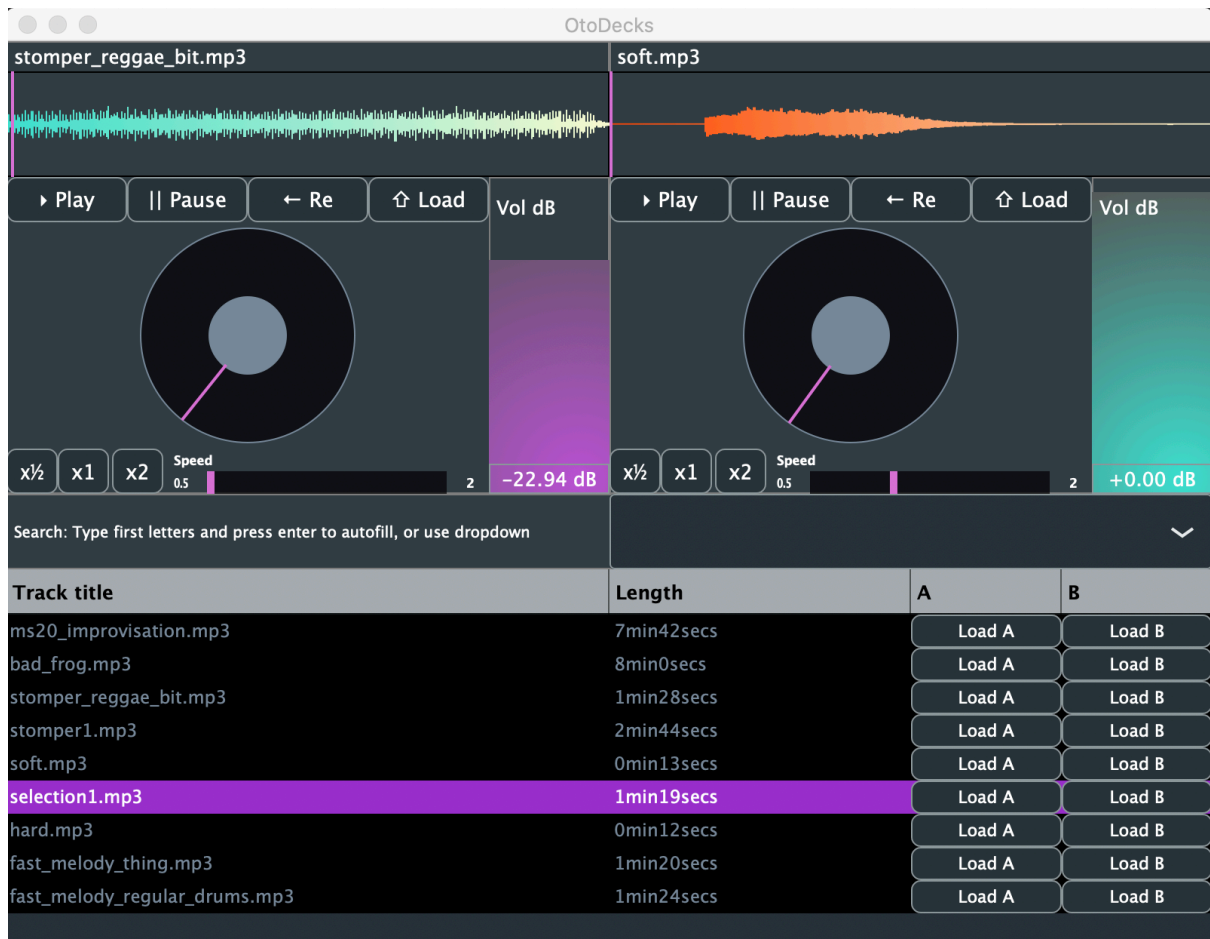 OtoDecks
stomper_reggae_bit.mp3
soft.mp3
Play || Pause ← Re ⇧ Load Vol dB
Play || Pause ← Re ⇧ Load Vol dB
x½ x1 x2 Speed 0.5 2 −22.94 dB
x½ x1 x2 Speed 0.5 2 +0.00 dB
Search: Type first letters and press enter to autofill, or use dropdown
Track title Length A B
ms20_improvisation.mp3 7min42secs Load A Load B
bad_frog.mp3 8min0secs Load A Load B
stomper_reggae_bit.mp3 1min28secs Load A Load B
stomper1.mp3 2min44secs Load A Load B
soft.mp3 0min13secs Load A Load B
selection1.mp3 1min19secs Load A Load B
hard.mp3 0min12secs Load A Load B
fast_melody_thing.mp3 1min20secs Load A Load B
fast_melody_regular_drums.mp3 1min24secs Load A Load B